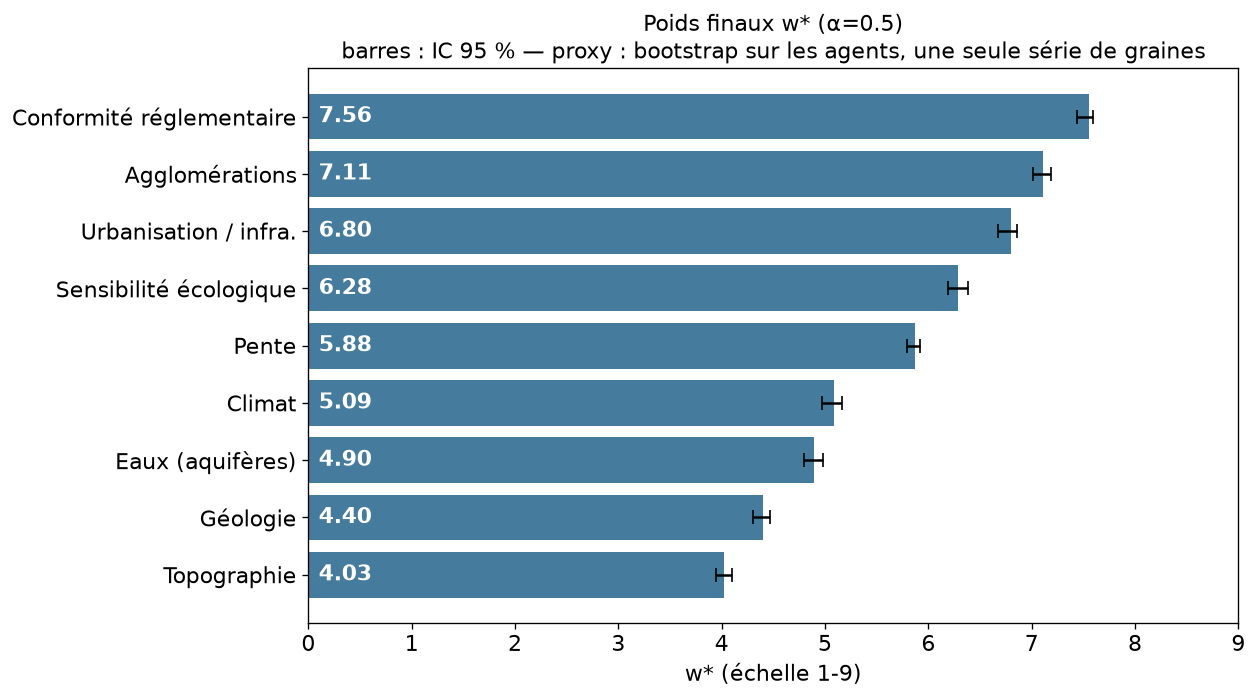 Poids finaux w* (α=0.5)
barres : IC 95 % — proxy : bootstrap sur les agents, une seule série de graines
Conformité réglementaire 7.56
Agglomérations 7.11
Urbanisation / infra. 6.80
Sensibilité écologique 6.28
Pente 5.88
Climat 5.09
Eaux (aquifères) 4.90
Géologie 4.40
Topographie 4.03
0 1 2 3 4 5 6 7 8 9
w* (échelle 1-9)